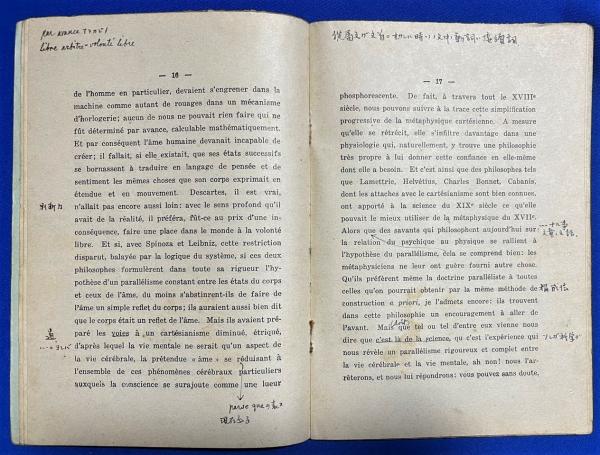 par avance アラカジメ
libre arbitre = volonté libre
— 16 —
de l'homme en particulier, devaient s'engrener dans la
machine comme autant de rouages dans un mécanisme
d'horlogerie; aucun de nous ne pouvait rien faire qui ne
fût déterminé par avance, calculable mathématiquement.
Et par conséquent l'âme humaine devenait incapable de
créer; il fallait, si elle existait, que ses états successifs
se bornassent à traduire en langage de pensée et de
sentiment les mêmes choses que son corps exprimait en
étendue et en mouvement. Descartes, il est vrai,
n'allait pas encore aussi loin: avec le sens profond qu'il
avait de la réalité, il préféra, fût-ce au prix d'une in-
conséquence, faire une place dans le monde à la volonté
libre. Et si, avec Spinoza et Leibniz, cette restriction
disparut, balayée par la logique du système, si ces deux
philosophes formulèrent dans toute sa rigueur l'hy-
pothèse d'un parallélisme constant entre les états du corps
et ceux de l'âme, du moins s'abstinrent-ils de faire de
l'âme un simple reflet du corps; ils auraient aussi bien dit
que le corps était un reflet de l'âme. Mais ils avaient pré-
paré les voies à un cartésianisme diminué, étriqué,
d'après lequel la vie mentale ne serait qu'un aspect de
la vie cérébrale, la prétendue « âme » se réduisant à
l'ensemble de ces phénomènes cérébraux particuliers
auxquels la conscience se surajoute comme une lueur
parce que
— 17 —
phosphorescente. De fait, à travers tout le XVIIIe
siècle, nous pouvons suivre à la trace cette simplification
progressive de la métaphysique cartésienne. A mesure
qu'elle se rétrécit, elle s'infiltre davantage dans une
physiologie qui, naturellement, y trouve une philosophie
très propre à lui donner cette confiance en elle-même
dont elle a besoin. Et c'est ainsi que des philosophes tels
que Lamettrie, Helvétius, Charles Bonnet, Cabanis,
dont les attaches avec le cartésianisme sont bien connues,
ont apporté à la science du XIXe siècle ce qu'elle
pouvait le mieux utiliser de la métaphysique du XVIIe.
Alors que des savants qui philosophent aujourd'hui sur
la relation du psychique au physique se rallient à
l'hypothèse du parallélisme, cela se comprend bien: les
métaphysiciens ne leur ont guère fourni autre chose.
Qu'ils préfèrent même la doctrine paralléliste à toutes
celles qu'on pourrait obtenir par la même méthode de
construction a priori, je l'admets encore: ils trouvent
dans cette philosophie un encouragement à aller de
l'avant. Mais que tel ou tel d'entre eux vienne nous
dire que c'est là de la science, que c'est l'expérience qui
nous révèle un parallélisme rigoureux et complet entre
la vie cérébrale et la vie mentale, ah non! nous l'ar-
rêterons, et nous lui répondrons: vous pouvez sans doute,